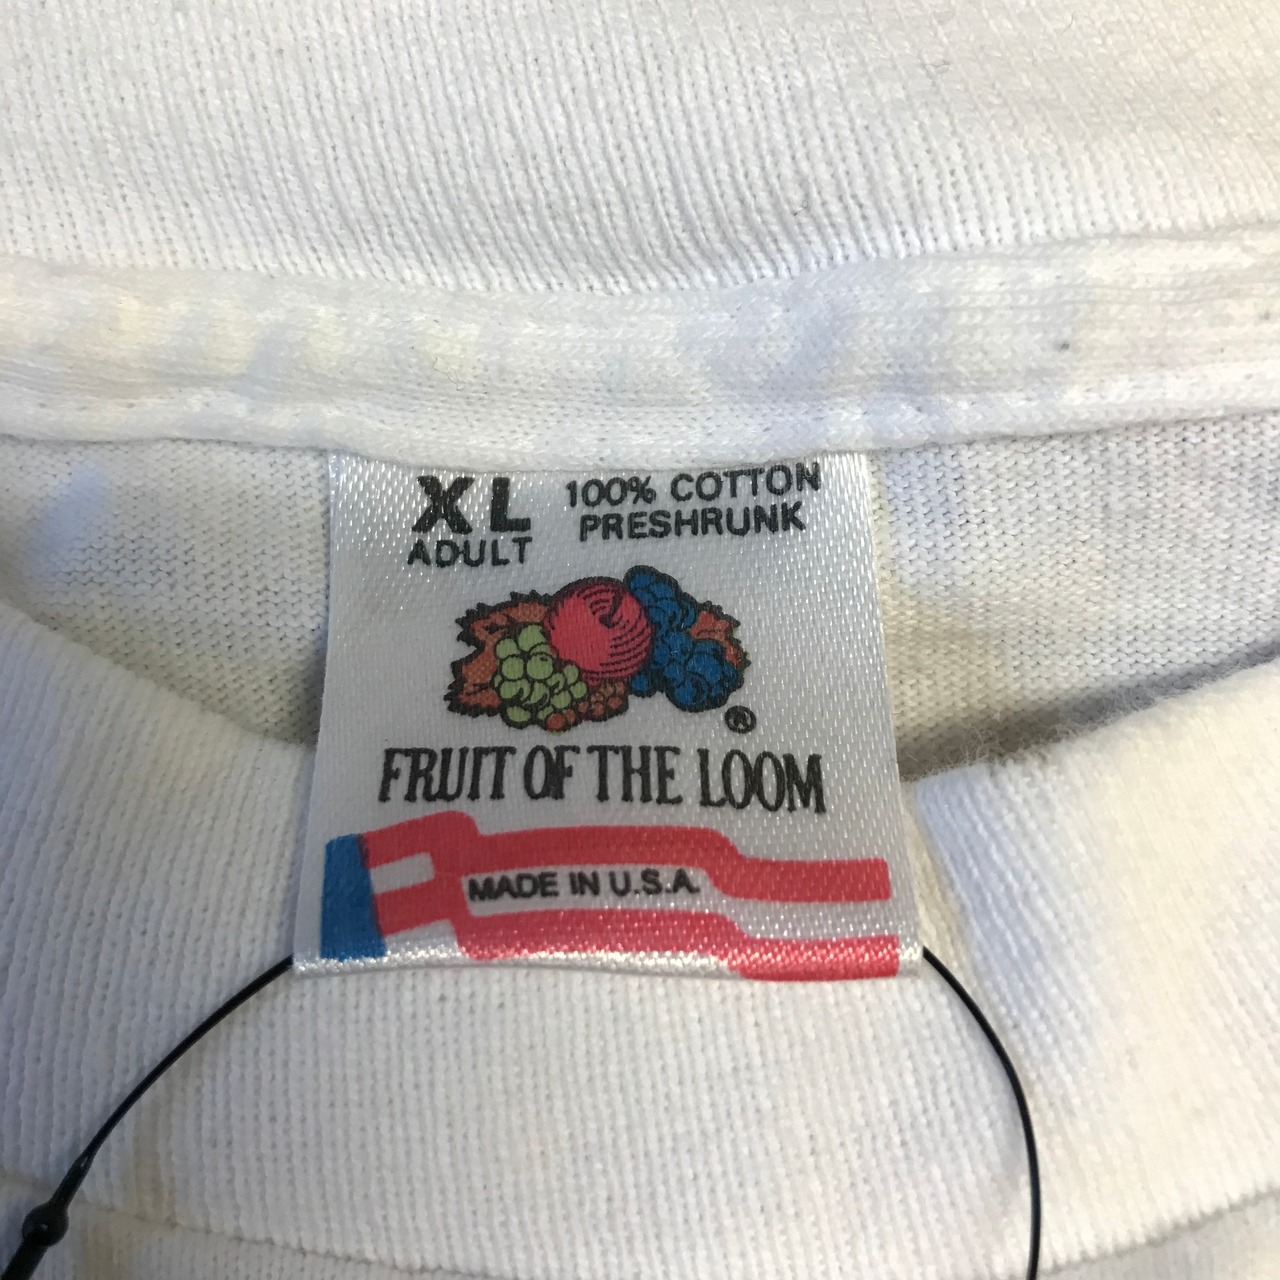 XL
ADULT
100% COTTON
PRESHRUNK
®
FRUIT OF THE LOOM
MADE IN U.S.A.